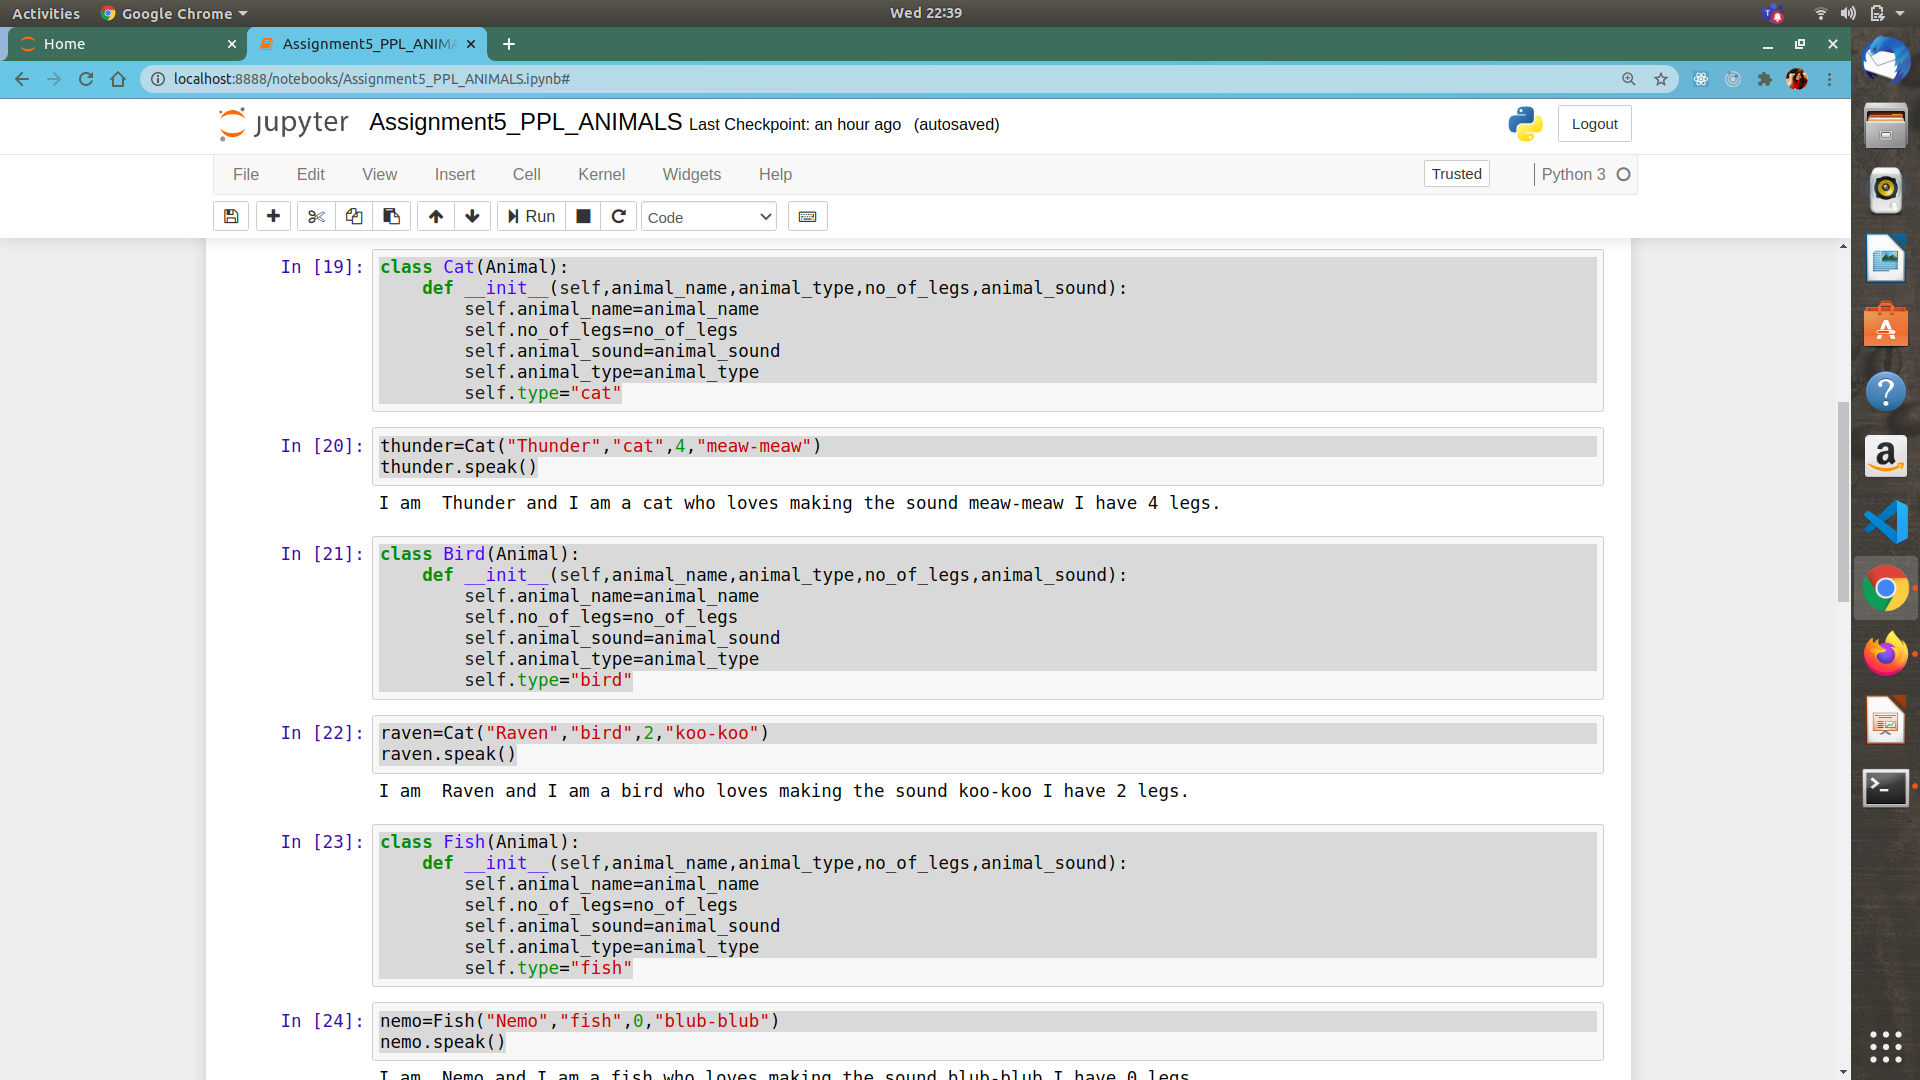 Activities Google Chrome Wed 22:39
Home Assignment5_PPL_ANIMA
localhost:8888/notebooks/Assignment5_PPL_ANIMALS.ipynb#
jupyter Assignment5_PPL_ANIMALS Last Checkpoint: an hour ago (autosaved) Logout
File Edit View Insert Cell Kernel Widgets Help Trusted Python 3
Run Code
In [19]: class Cat(Animal):
    def __init__(self,animal_name,animal_type,no_of_legs,animal_sound):
        self.animal_name=animal_name
        self.no_of_legs=no_of_legs
        self.animal_sound=animal_sound
        self.animal_type=animal_type
        self.type="cat"
In [20]: thunder=Cat("Thunder","cat",4,"meaw-meaw")
thunder.speak()
I am  Thunder and I am a cat who loves making the sound meaw-meaw I have 4 legs.
In [21]: class Bird(Animal):
    def __init__(self,animal_name,animal_type,no_of_legs,animal_sound):
        self.animal_name=animal_name
        self.no_of_legs=no_of_legs
        self.animal_sound=animal_sound
        self.animal_type=animal_type
        self.type="bird"
In [22]: raven=Cat("Raven","bird",2,"koo-koo")
raven.speak()
I am  Raven and I am a bird who loves making the sound koo-koo I have 2 legs.
In [23]: class Fish(Animal):
    def __init__(self,animal_name,animal_type,no_of_legs,animal_sound):
        self.animal_name=animal_name
        self.no_of_legs=no_of_legs
        self.animal_sound=animal_sound
        self.animal_type=animal_type
        self.type="fish"
In [24]: nemo=Fish("Nemo","fish",0,"blub-blub")
nemo.speak()
I am  Nemo and I am a fish who loves making the sound blub-blub I have 0 legs.